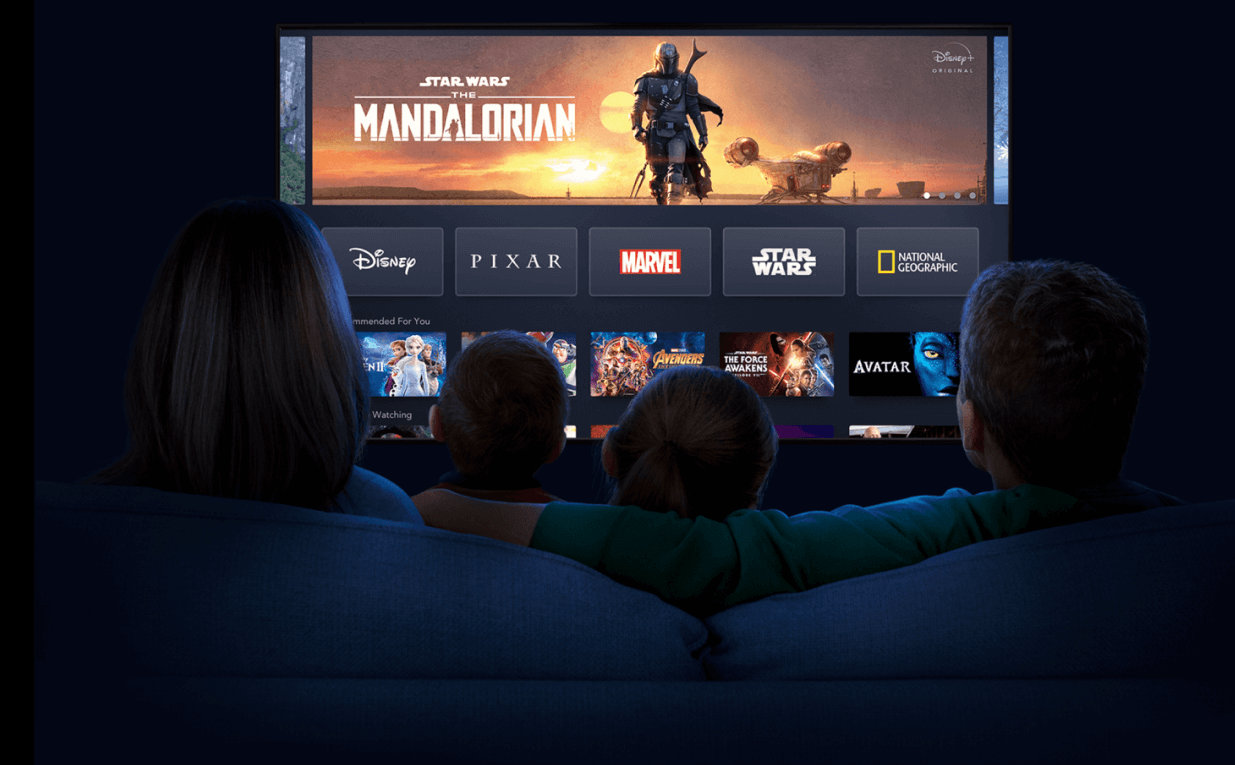 STAR WARS
THE
MANDALORIAN
Disney+
ORIGINAL
Disney
PIXAR
MARVEL
STAR WARS
NATIONAL GEOGRAPHIC
AVENGERS
STAR WARS
THE FORCE AWAKENS
AVATAR
For You
Watching